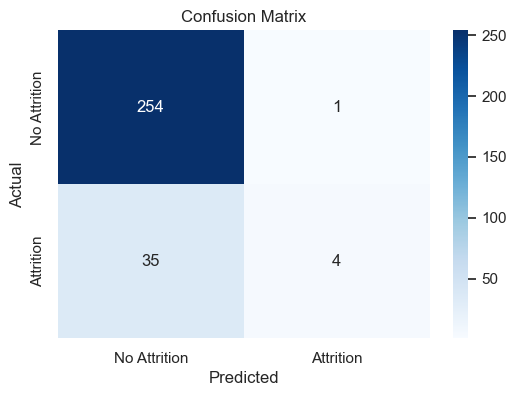 Confusion Matrix
No Attrition
254
1
Attrition
35
4
Actual
No Attrition
Attrition
Predicted
250
200
150
100
50